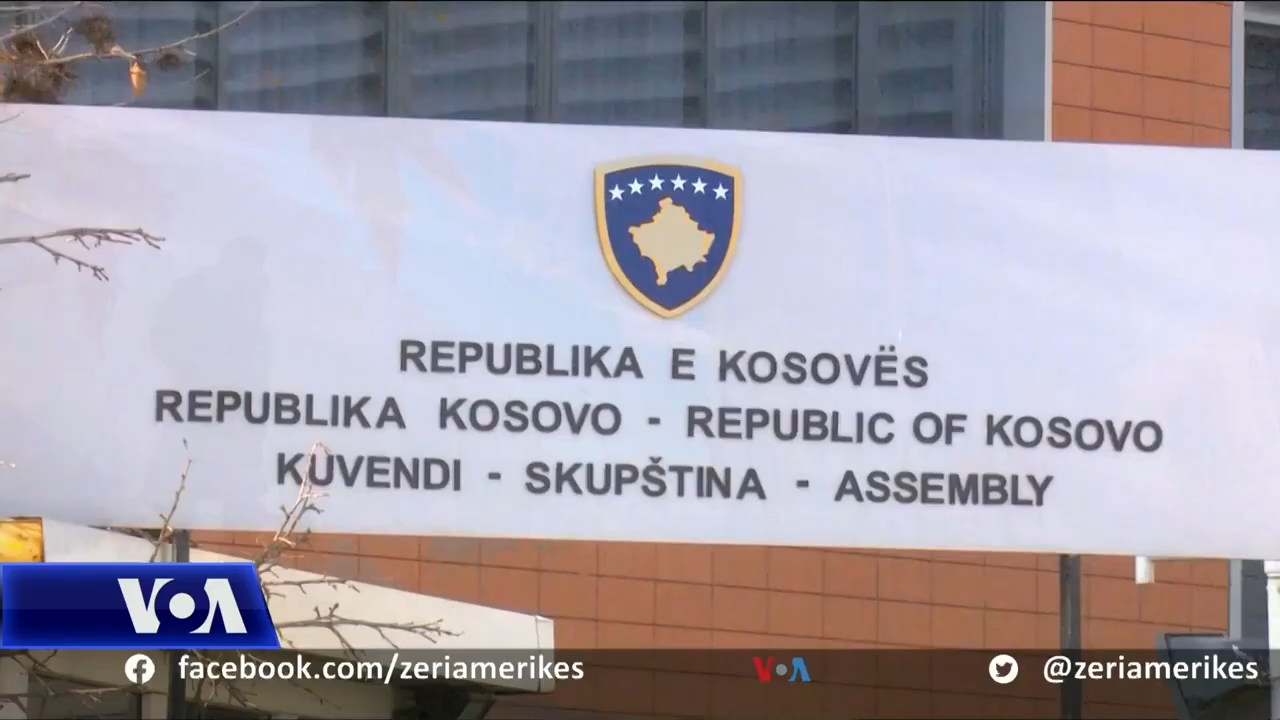 REPUBLIKA E KOSOVËS
REPUBLIKA KOSOVO - REPUBLIC OF KOSOVO
KUVENDI - SKUPŠTINA - ASSEMBLY
VOA
facebook.com/zeriamerikes VOA @zeriamerikes